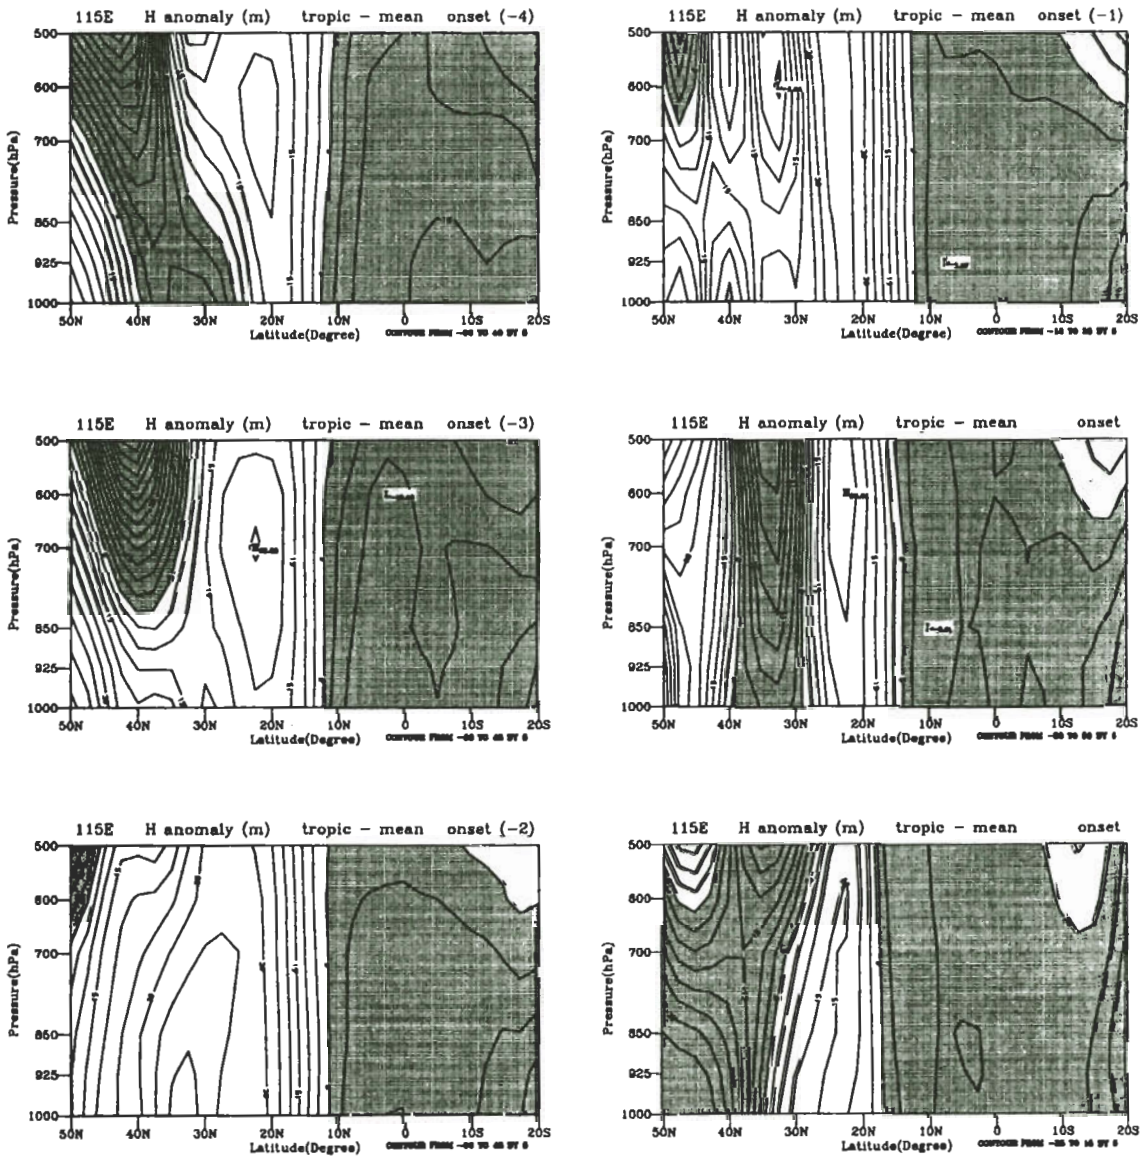 115E H anomaly (m) tropic - mean onset (-4)
Pressure(hPa)
500
600
700
850
925
1000
50N 40N 30N 20N 10N 0 10S 20S
Latitude(Degree)
115E H anomaly (m) tropic - mean onset (-1)
Pressure(hPa)
500
600
700
850
925
1000
50N 40N 30N 20N 10N 0 10S 20S
Latitude(Degree)
115E H anomaly (m) tropic - mean onset (-3)
Pressure(hPa)
500
600
700
850
925
1000
50N 40N 30N 20N 10N 0 10S 20S
Latitude(Degree)
115E H anomaly (m) tropic - mean onset
Pressure(hPa)
500
600
700
850
925
1000
50N 40N 30N 20N 10N 0 10S 20S
Latitude(Degree)
115E H anomaly (m) tropic - mean onset (-2)
Pressure(hPa)
500
600
700
850
925
1000
50N 40N 30N 20N 10N 0 10S 20S
Latitude(Degree)
115E H anomaly (m) tropic - mean onset
Pressure(hPa)
500
600
700
850
925
1000
50N 40N 30N 20N 10N 0 10S 20S
Latitude(Degree)